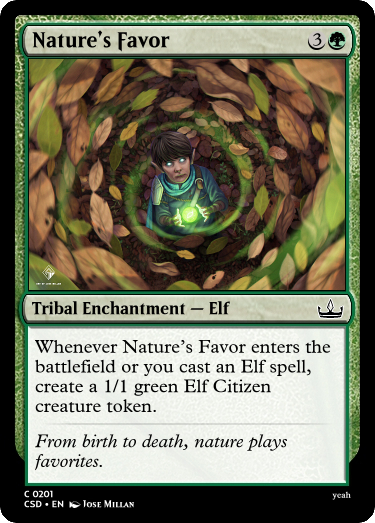 Nature's Favor 3
Tribal Enchantment — Elf
Whenever Nature's Favor enters the
battlefield or you cast an Elf spell,
create a 1/1 green Elf Citizen
creature token.
From birth to death, nature plays
favorites.
C 0201
yeah
CSD • EN Jose Millan